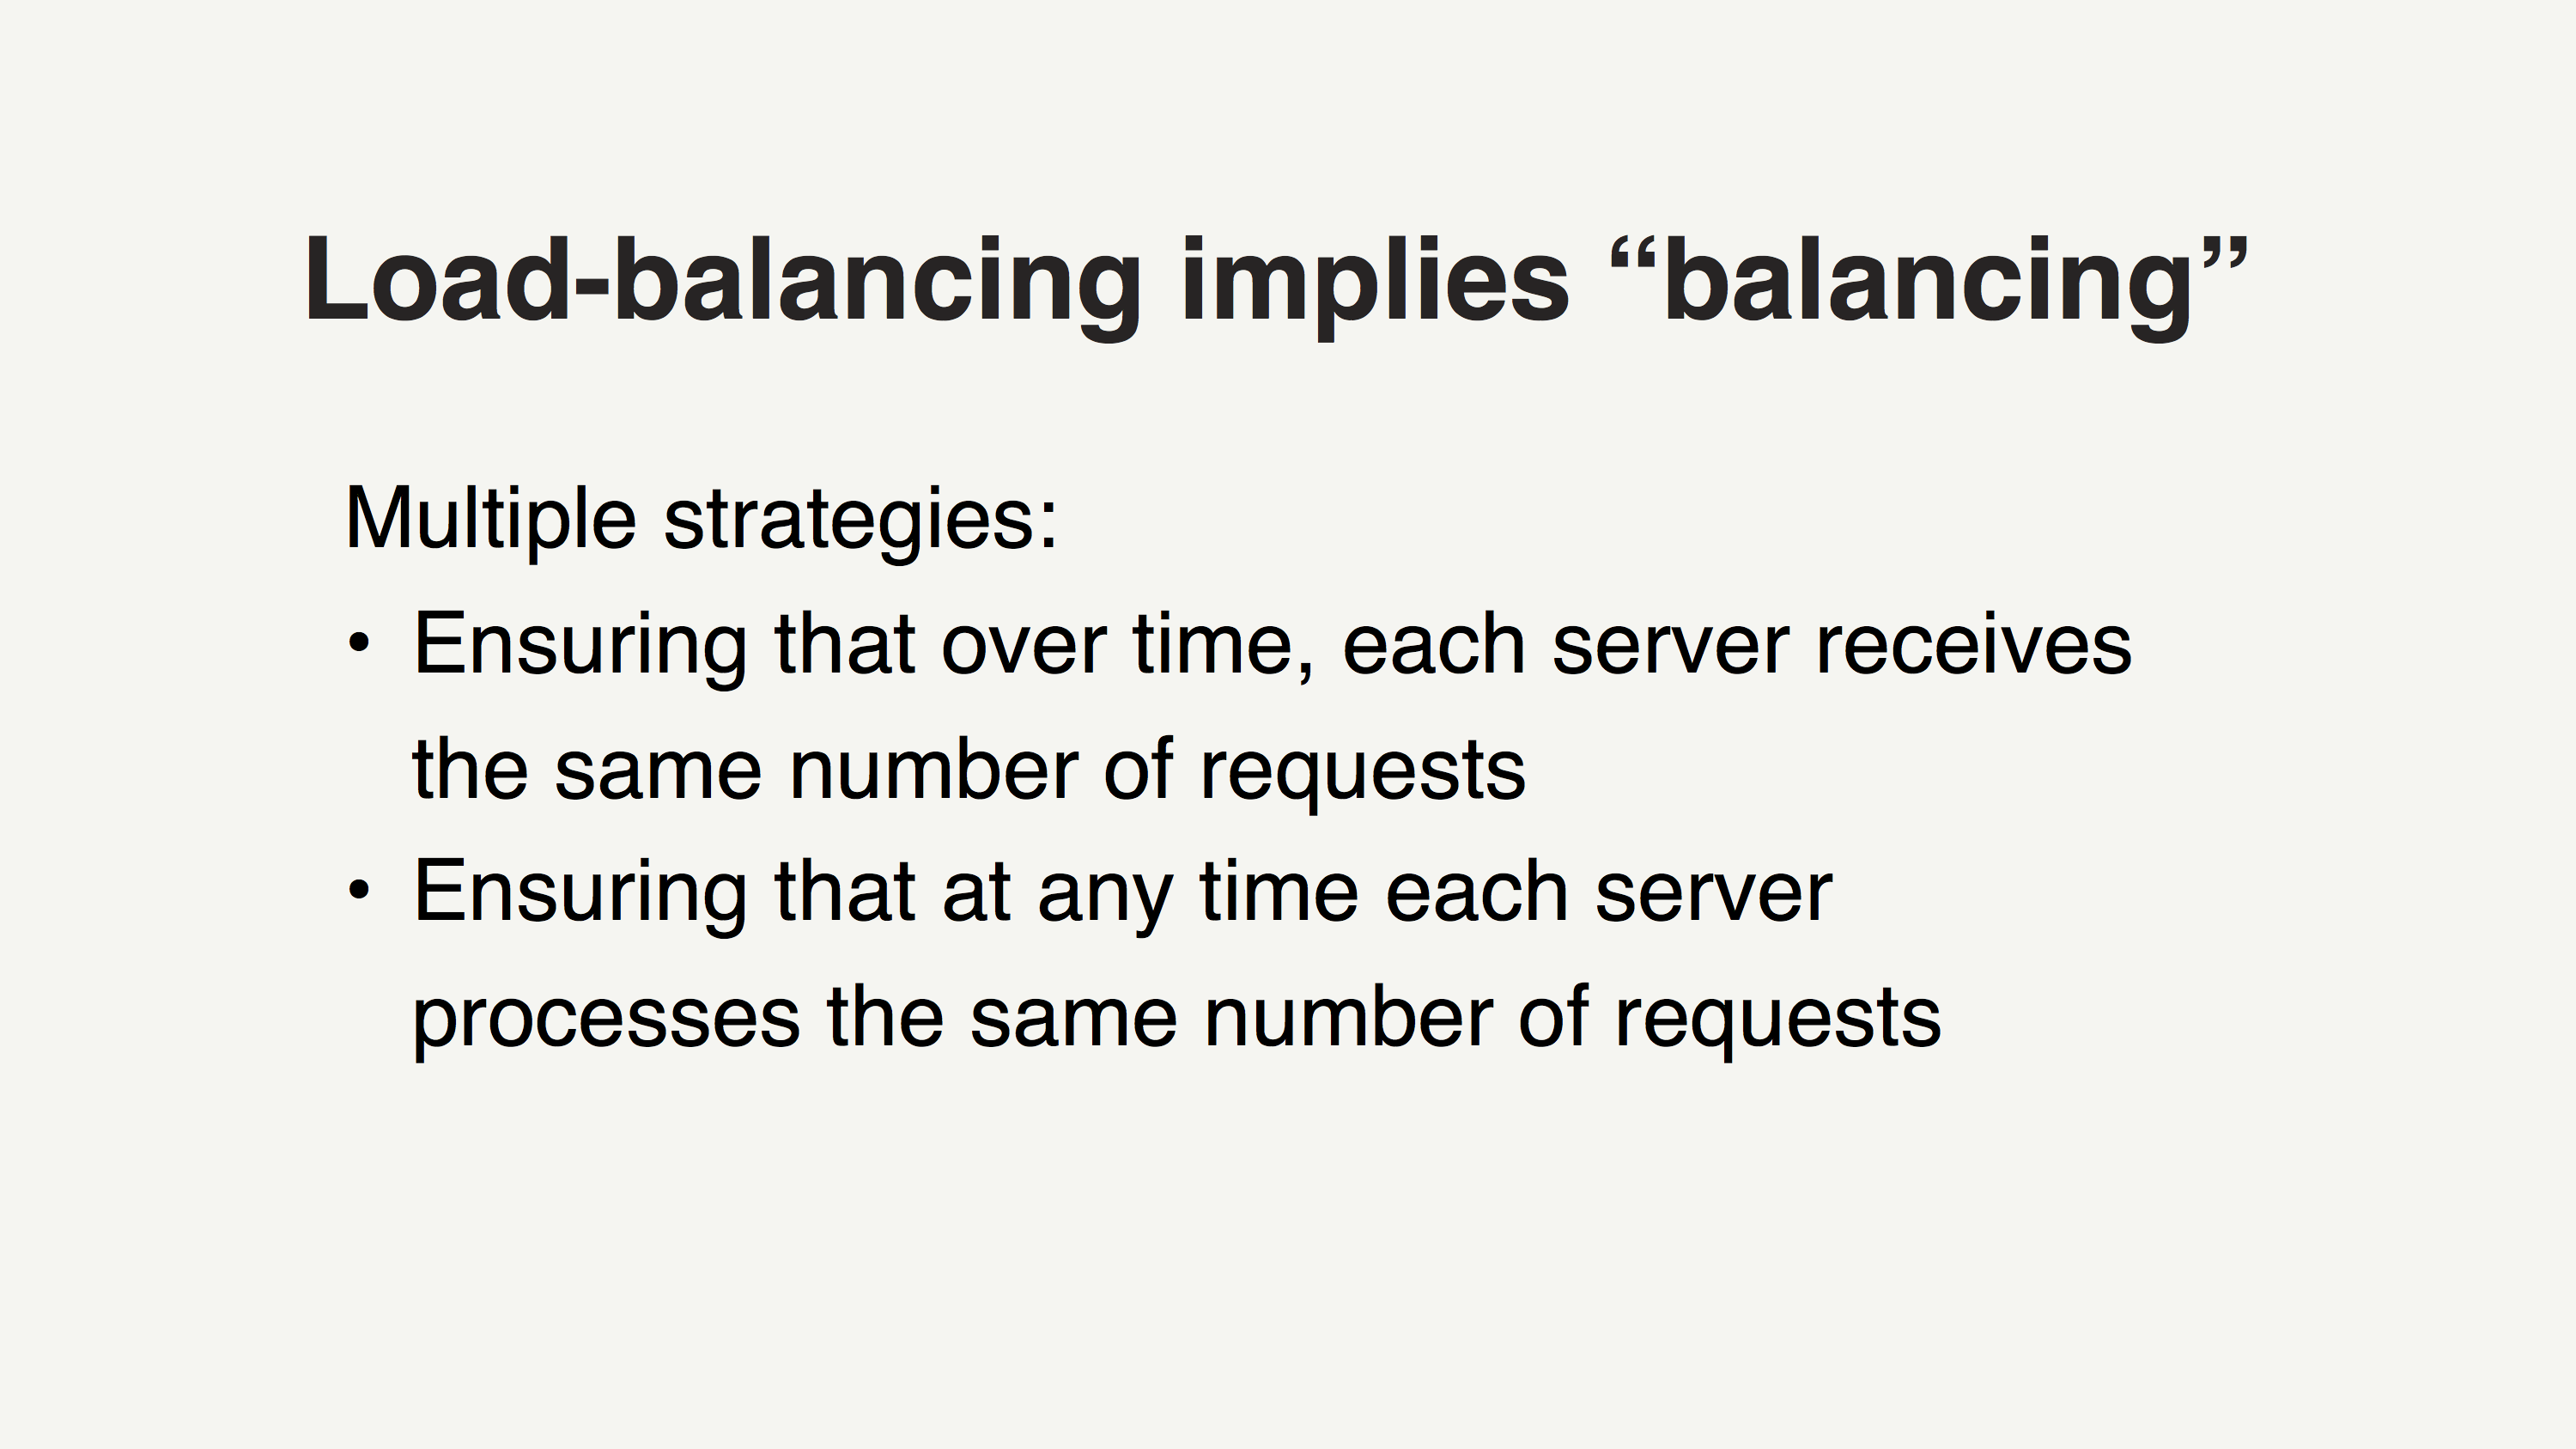 Load-balancing implies “balancing”
Multiple strategies:
• Ensuring that over time, each server receives
the same number of requests
• Ensuring that at any time each server
processes the same number of requests